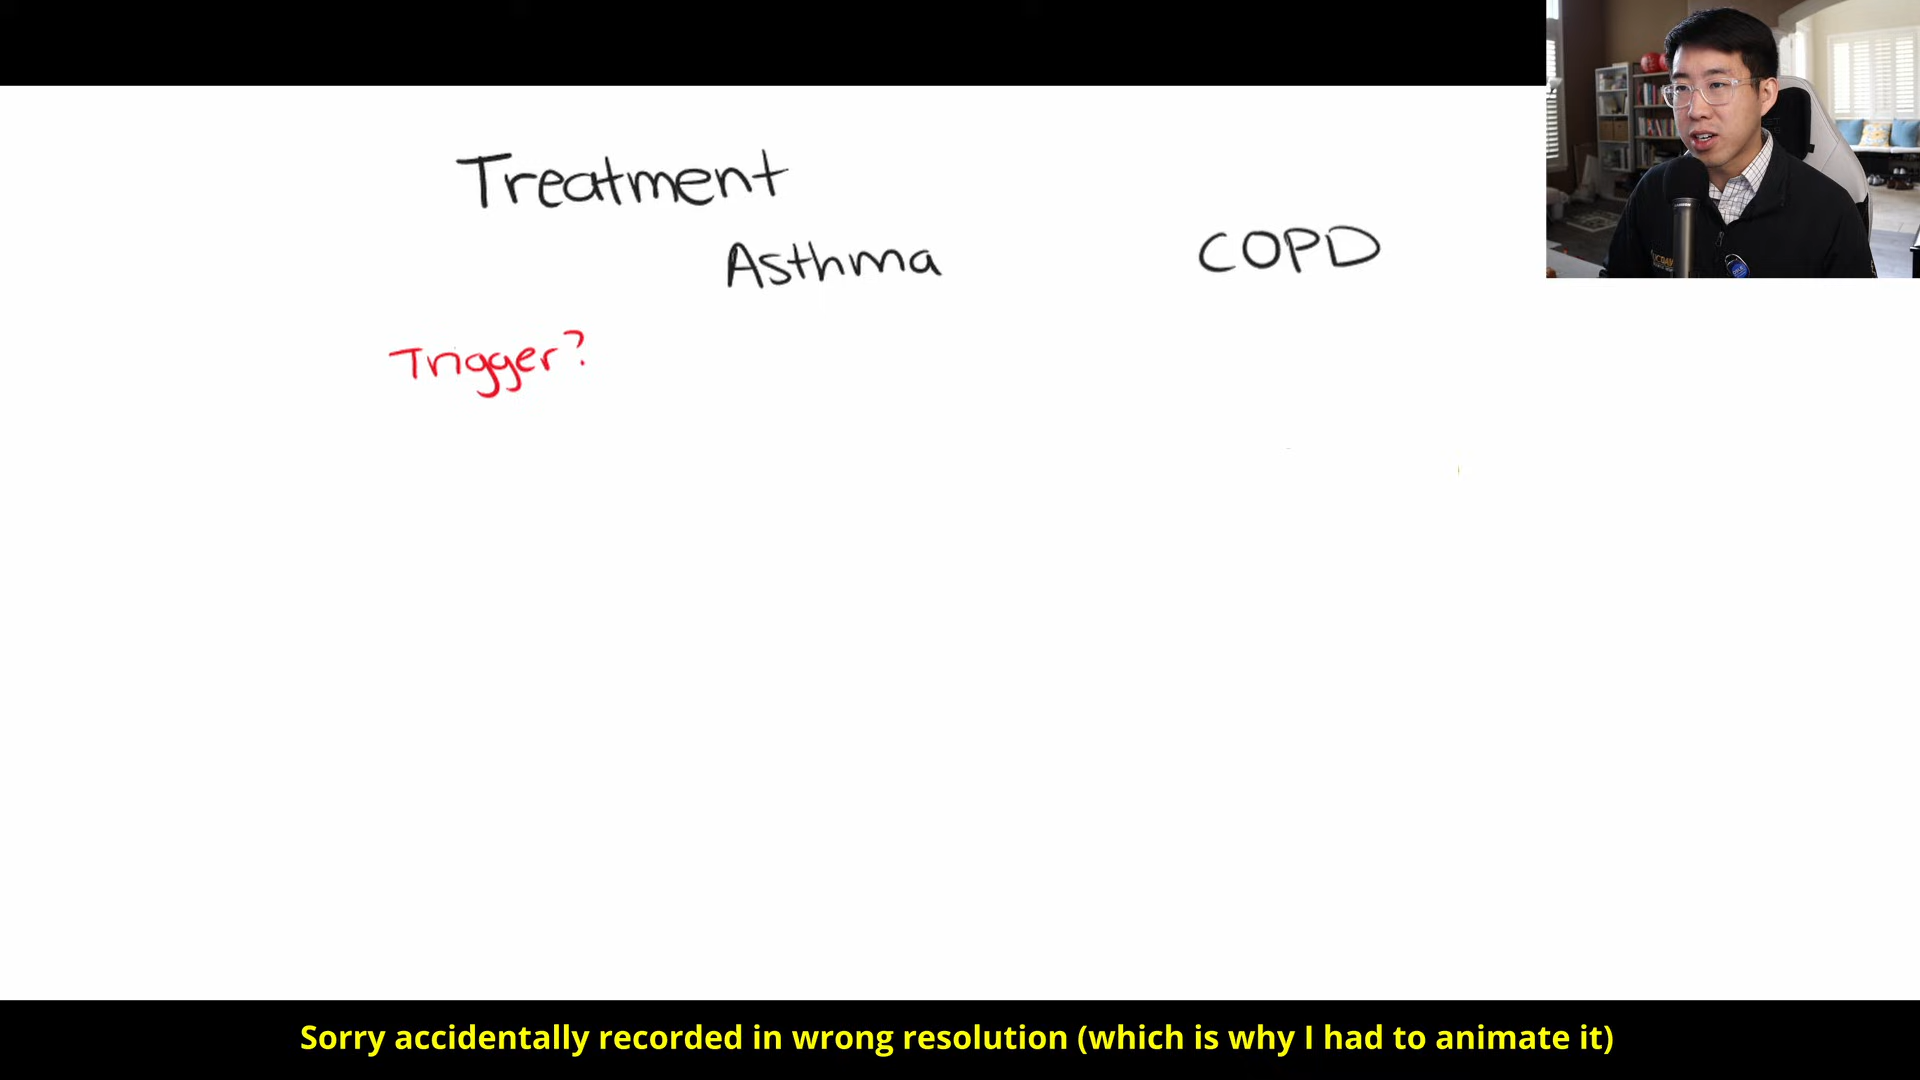 Treatment
Asthma
COPD
Trigger?
Sorry accidentally recorded in wrong resolution (which is why I had to animate it)